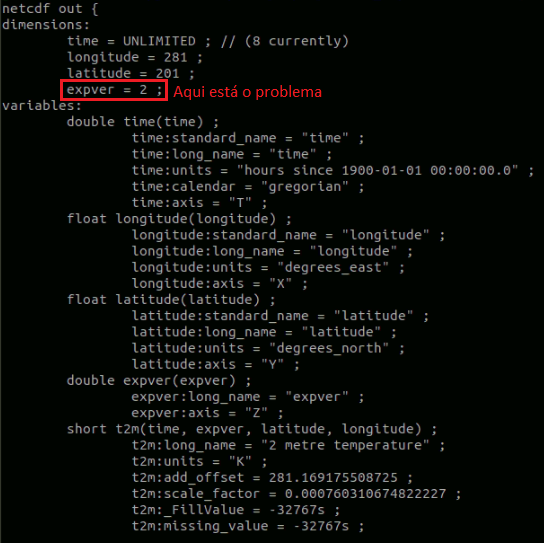 netcdf out {
dimensions:
time = UNLIMITED ; // (8 currently)
longitude = 281 ;
latitude = 201 ;
expver = 2 ; Aqui está o problema
variables:
double time(time) ;
time:standard_name = "time" ;
time:long_name = "time" ;
time:units = "hours since 1900-01-01 00:00:00.0" ;
time:calendar = "gregorian" ;
time:axis = "T" ;
float longitude(longitude) ;
longitude:standard_name = "longitude" ;
longitude:long_name = "longitude" ;
longitude:units = "degrees_east" ;
longitude:axis = "X" ;
float latitude(latitude) ;
latitude:standard_name = "latitude" ;
latitude:long_name = "latitude" ;
latitude:units = "degrees_north" ;
latitude:axis = "Y" ;
double expver(expver) ;
expver:long_name = "expver" ;
expver:axis = "Z" ;
short t2m(time, expver, latitude, longitude) ;
t2m:long_name = "2 metre temperature" ;
t2m:units = "K" ;
t2m:add_offset = 281.169175508725 ;
t2m:scale_factor = 0.000760310674822227 ;
t2m:_FillValue = -32767s ;
t2m:missing_value = -32767s ;